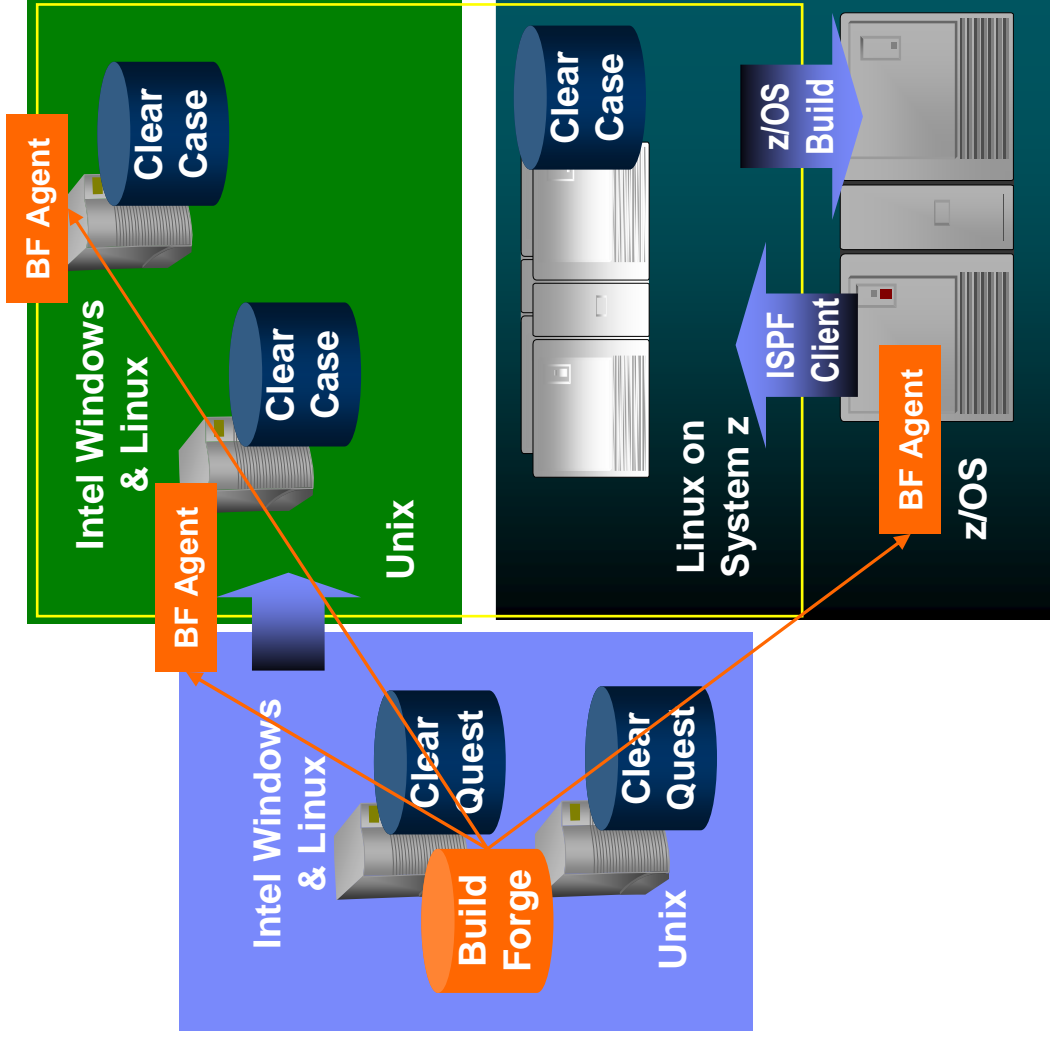 BF Agent
Intel Windows
& Linux
Clear
Case
BF Agent
Clear
Case
Unix
Clear
Case
Linux on
System z
ISPF
Client
z/OS
Build
BF Agent
z/OS
Intel Windows
& Linux
Clear
Quest
Build
Forge
Clear
Quest
Unix